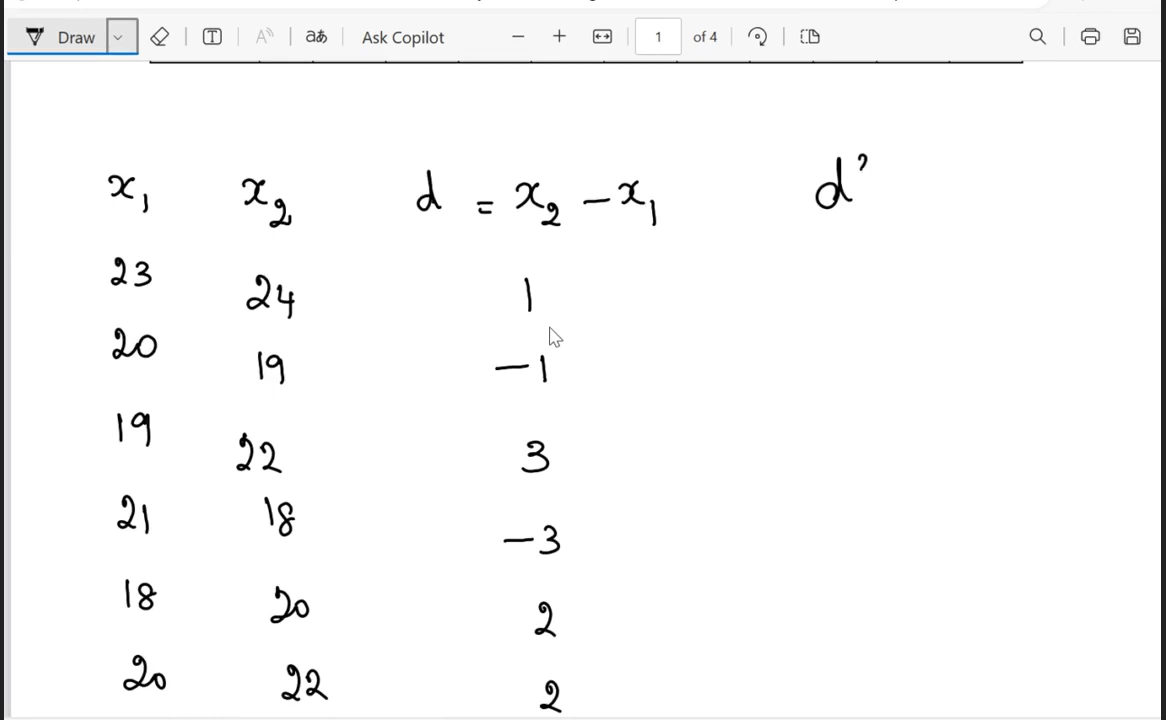 Draw Ask Copilot 1 of 4
x₁ x₂ d = x₂ − x₁ d²
23 24 1
20 19 −1
19 22 3
21 18 −3
18 20 2
20 22 2